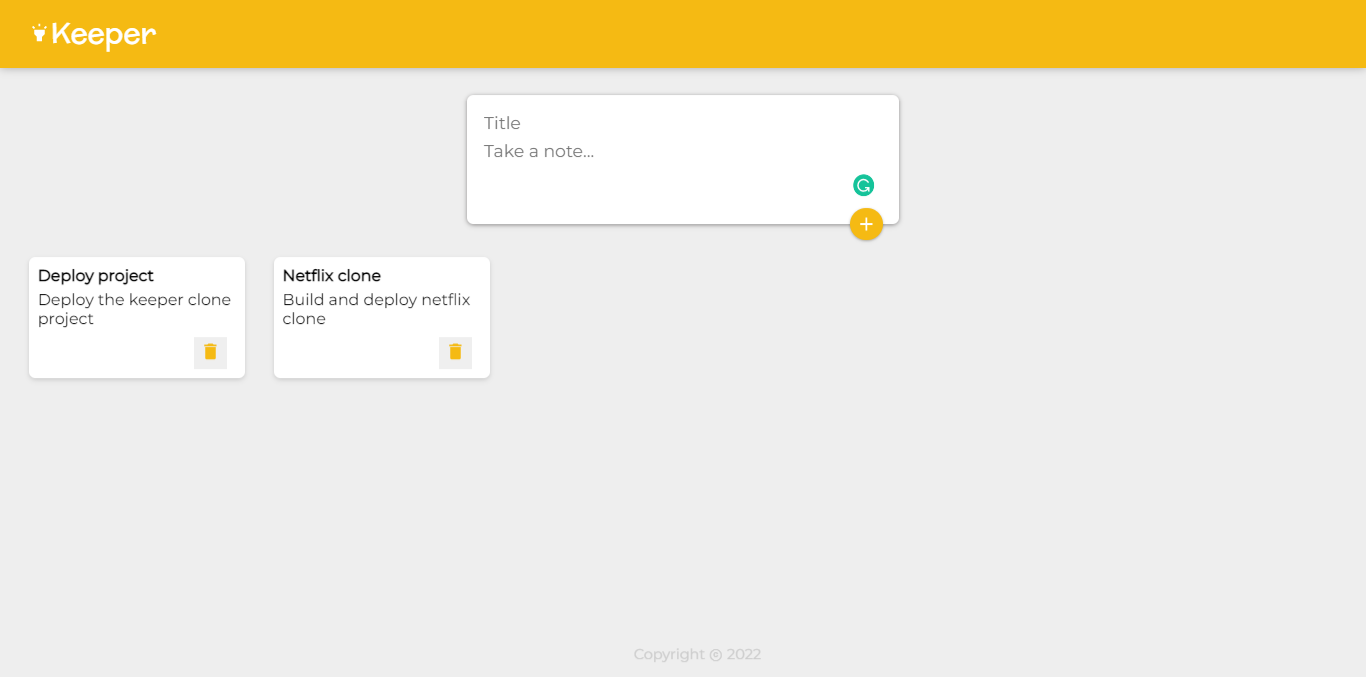 Keeper
Title
Take a note...
Deploy project
Deploy the keeper clone
project
Netflix clone
Build and deploy netflix
clone
Copyright © 2022